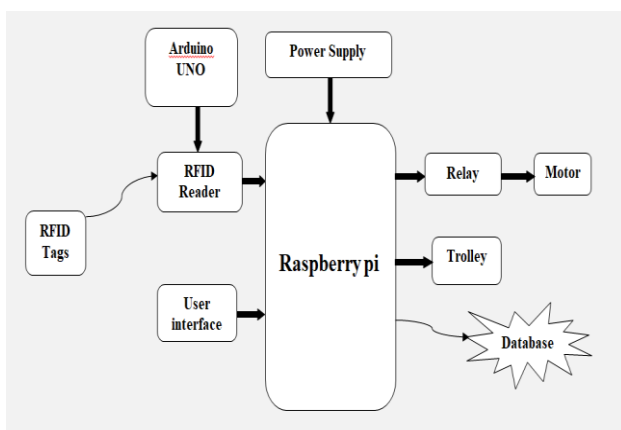 Arduino
UNO
Power Supply
RFID
Reader
Relay
Motor
RFID
Tags
Raspberry pi
Trolley
User
interface
Database